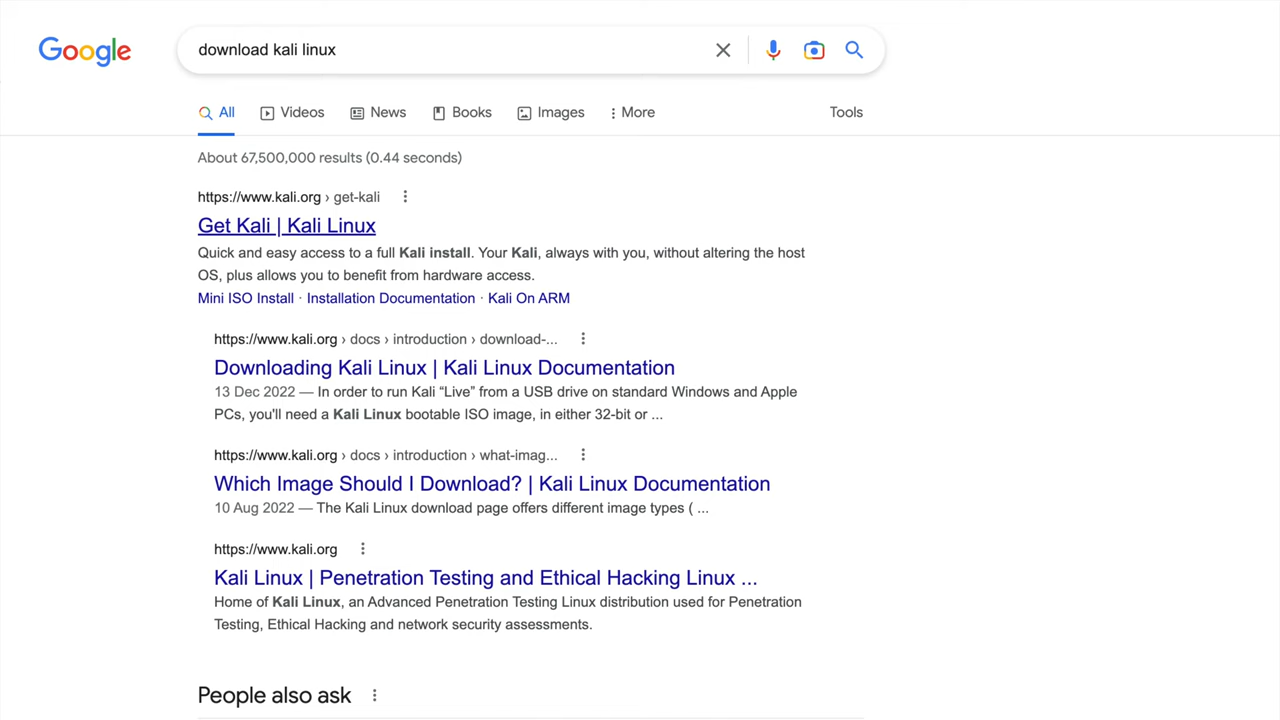 Google
download kali linux
All
Videos
News
Books
Images
More
Tools
About 67,500,000 results (0.44 seconds)
https://www.kali.org › get-kali
Get Kali | Kali Linux
Quick and easy access to a full Kali install. Your Kali, always with you, without altering the host
OS, plus allows you to benefit from hardware access.
Mini ISO Install · Installation Documentation · Kali On ARM
https://www.kali.org › docs › introduction › download-...
Downloading Kali Linux | Kali Linux Documentation
13 Dec 2022 — In order to run Kali “Live” from a USB drive on standard Windows and Apple
PCs, you'll need a Kali Linux bootable ISO image, in either 32-bit or ...
https://www.kali.org › docs › introduction › what-imag...
Which Image Should I Download? | Kali Linux Documentation
10 Aug 2022 — The Kali Linux download page offers different image types ( ...
https://www.kali.org
Kali Linux | Penetration Testing and Ethical Hacking Linux ...
Home of Kali Linux, an Advanced Penetration Testing Linux distribution used for Penetration
Testing, Ethical Hacking and network security assessments.
People also ask